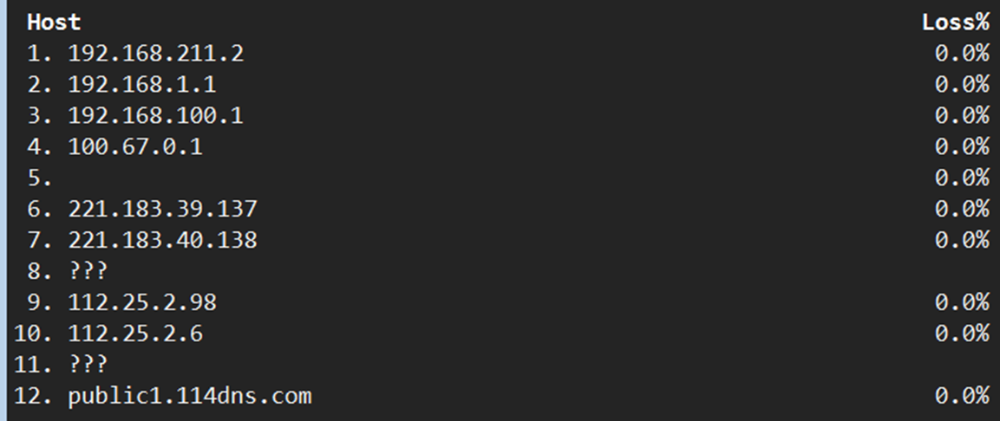 Host Loss%
1. 192.168.211.2 0.0%
2. 192.168.1.1 0.0%
3. 192.168.100.1 0.0%
4. 100.67.0.1 0.0%
5. 0.0%
6. 221.183.39.137 0.0%
7. 221.183.40.138 0.0%
8. ???
9. 112.25.2.98 0.0%
10. 112.25.2.6 0.0%
11. ???
12. public1.114dns.com 0.0%